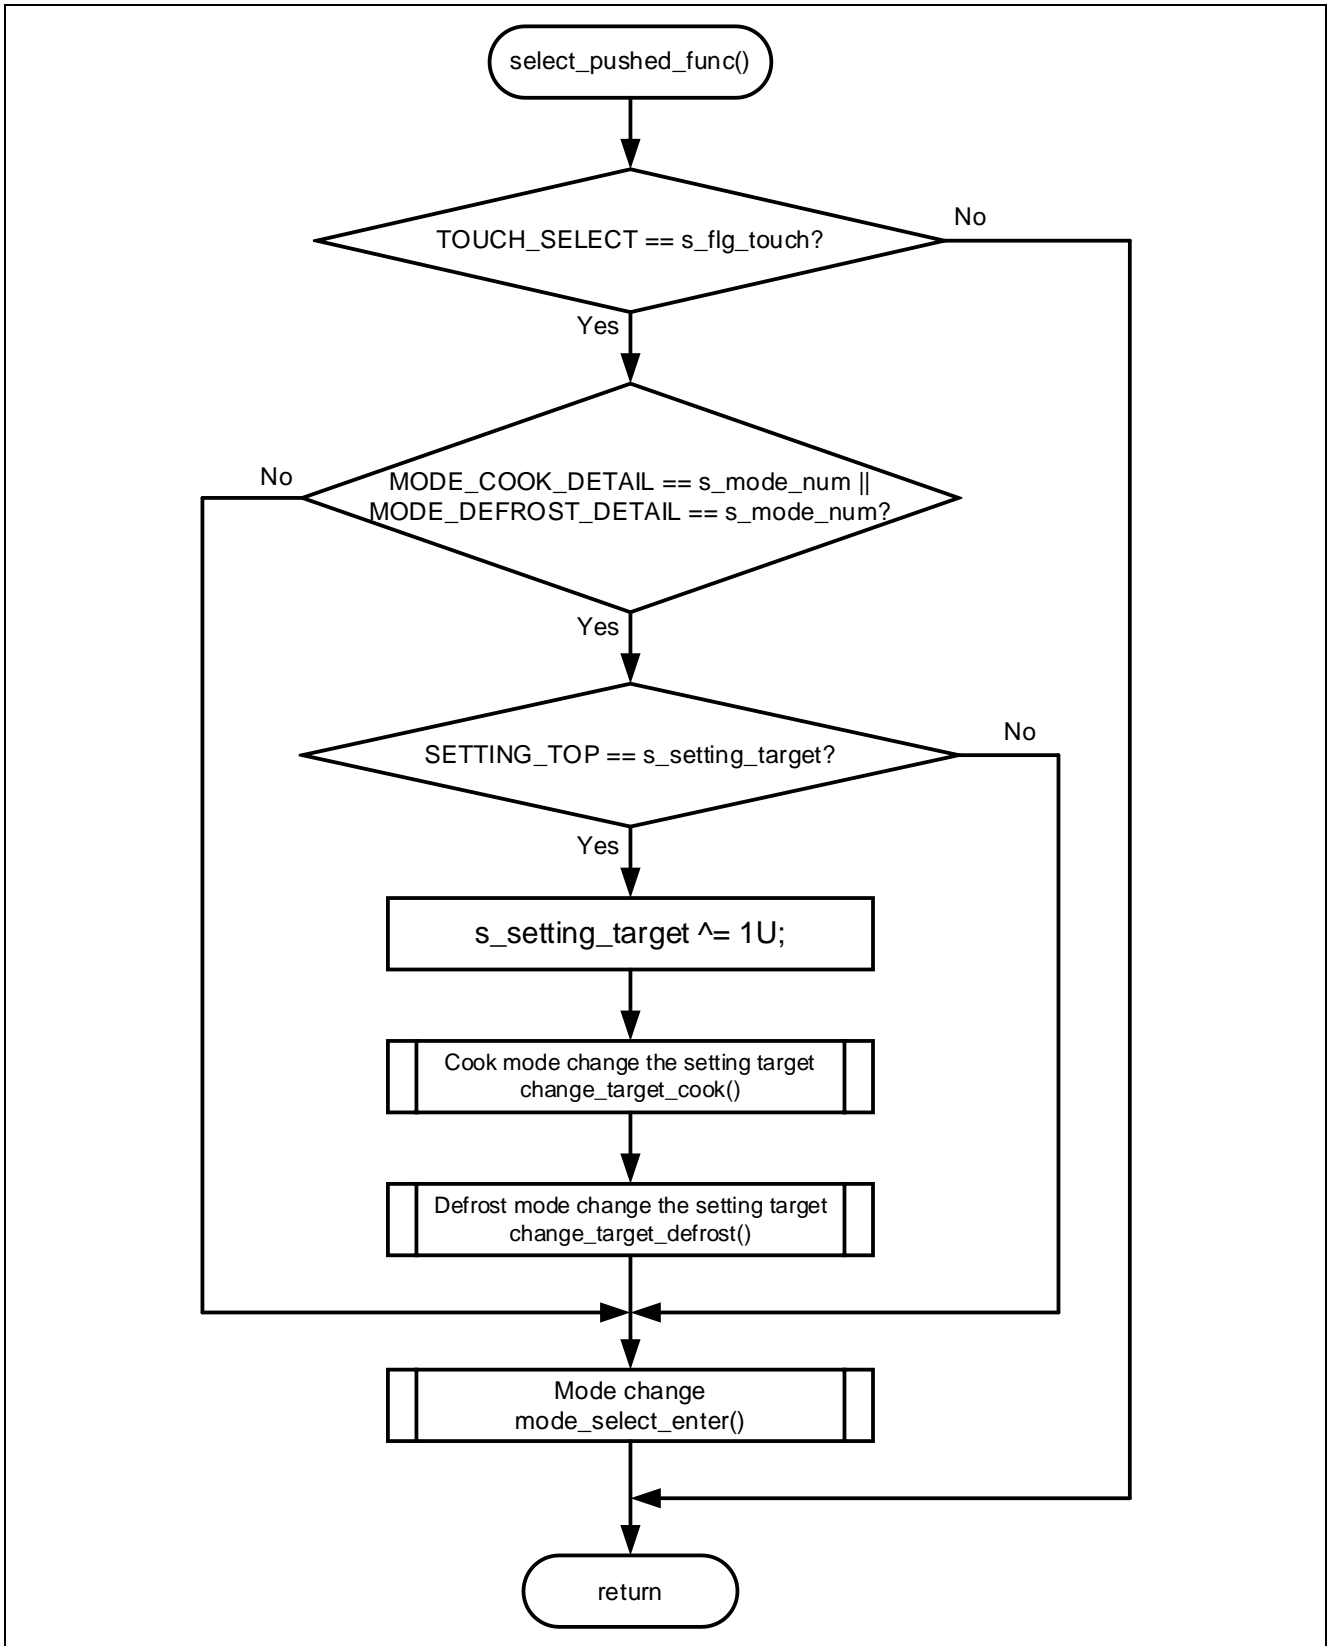 select_pushed_func()
No
TOUCH_SELECT == s_flg_touch?
Yes
No
MODE_COOK_DETAIL == s_mode_num ||
MODE_DEFROST_DETAIL == s_mode_num?
Yes
No
SETTING_TOP == s_setting_target?
Yes
s_setting_target ^= 1U;
Cook mode change the setting target
change_target_cook()
Defrost mode change the setting target
change_target_defrost()
Mode change
mode_select_enter()
return